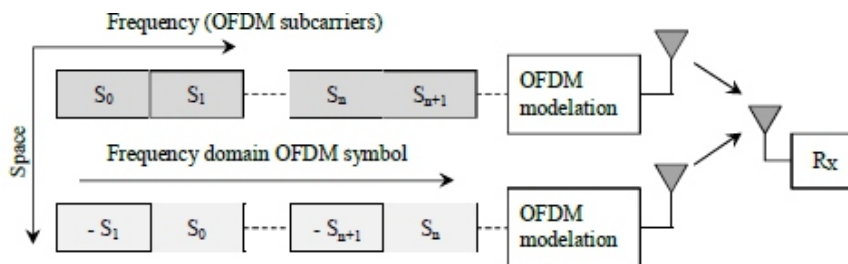 Frequency (OFDM subcarriers)
S₀ S₁ Sₙ Sₙ₊₁
OFDM
modelation
Space
Frequency domain OFDM symbol
Rx
- S₁ S₀ - Sₙ₊₁ Sₙ
OFDM
modelation